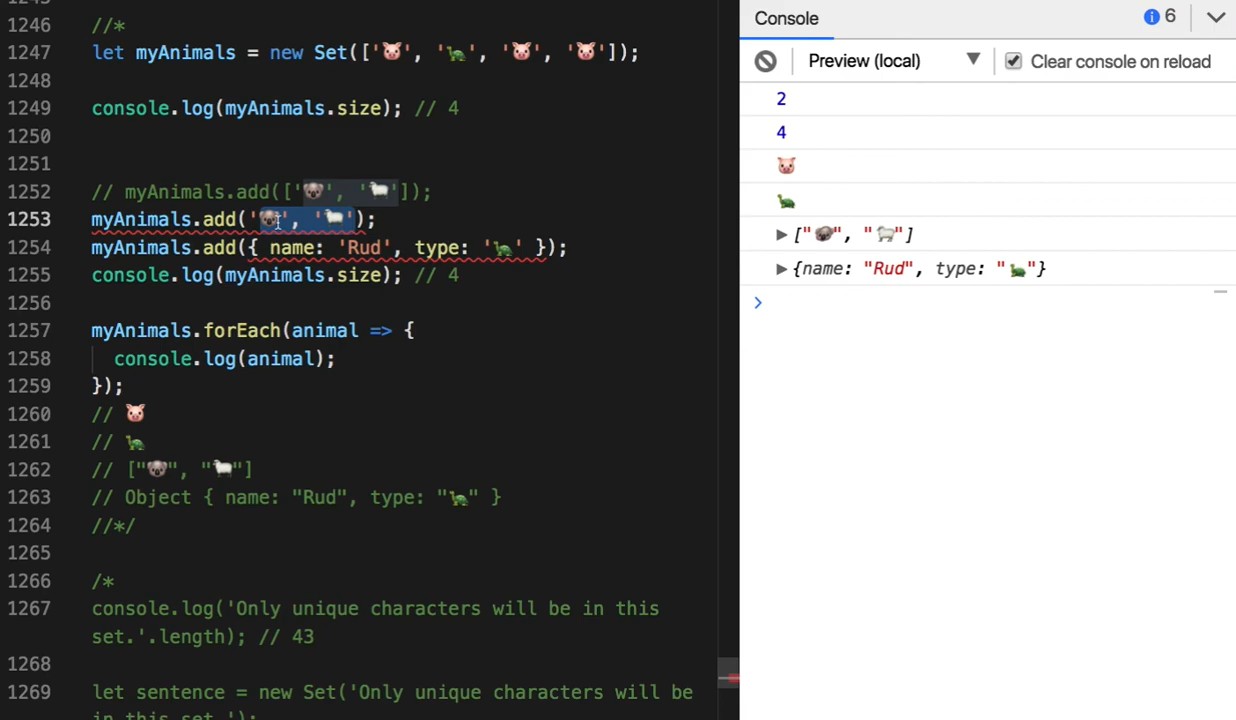 1245
1246 //*
1247 let myAnimals = new Set(['🐷', '🐢', '🐷', '🐷']);
1248
1249 console.log(myAnimals.size); // 4
1250
1251
1252 // myAnimals.add(['🐨', '🐑']);
1253 myAnimals.add('🐨', '🐑');
1254 myAnimals.add({ name: 'Rud', type: '🐢' });
1255 console.log(myAnimals.size); // 4
1256
1257 myAnimals.forEach(animal => {
1258 console.log(animal);
1259 });
1260 // 🐷
1261 // 🐢
1262 // ["🐨", "🐑"]
1263 // Object { name: "Rud", type: "🐢" }
1264 //*/
1265
1266 /*
1267 console.log('Only unique characters will be in this
set.'.length); // 43
1268
1269 let sentence = new Set('Only unique characters will be
in this set.');
Console 6
Preview (local) ▼ Clear console on reload
2
4
🐷
🐢
▶ ["🐨", "🐑"]
▶ {name: "Rud", type: "🐢"}
>